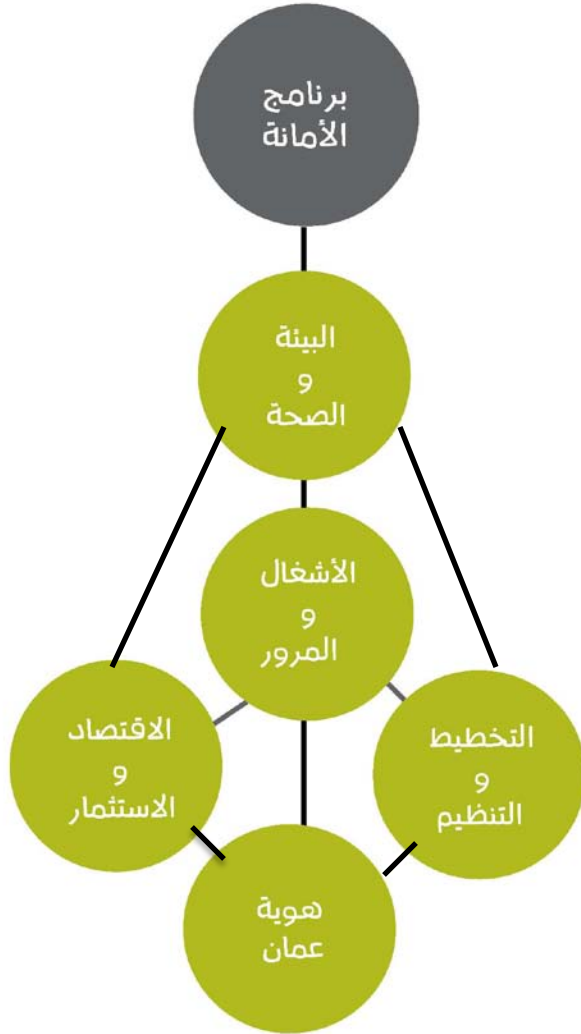 برنامج
الأمانة
البيئة
و
الصحة
الأشغال
و
المرور
التخطيط
و
التنظيم
الاقتصاد
و
الاستثمار
هوية
عمان